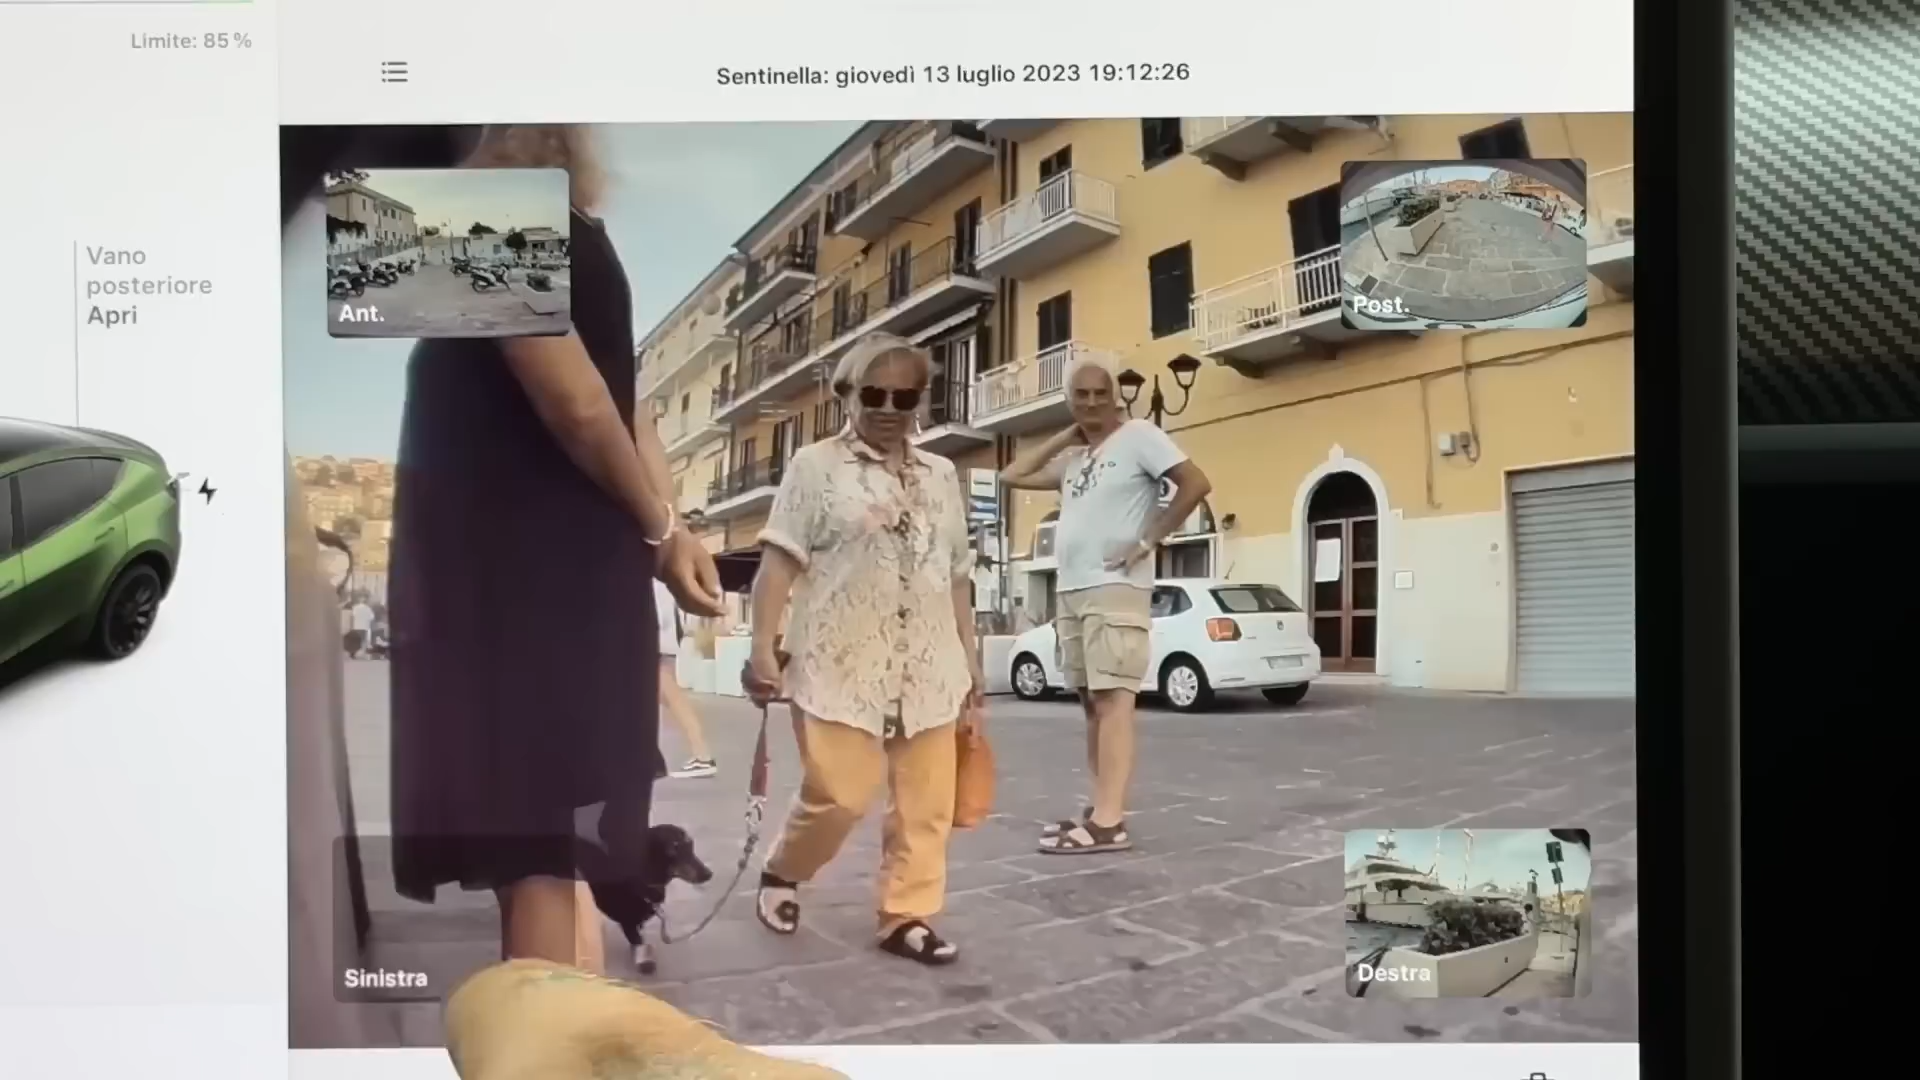 Limite: 85 %
Sentinella: giovedì 13 luglio 2023 19:12:26
Vano
posteriore
Apri
Ant.
Post.
Sinistra
Destra